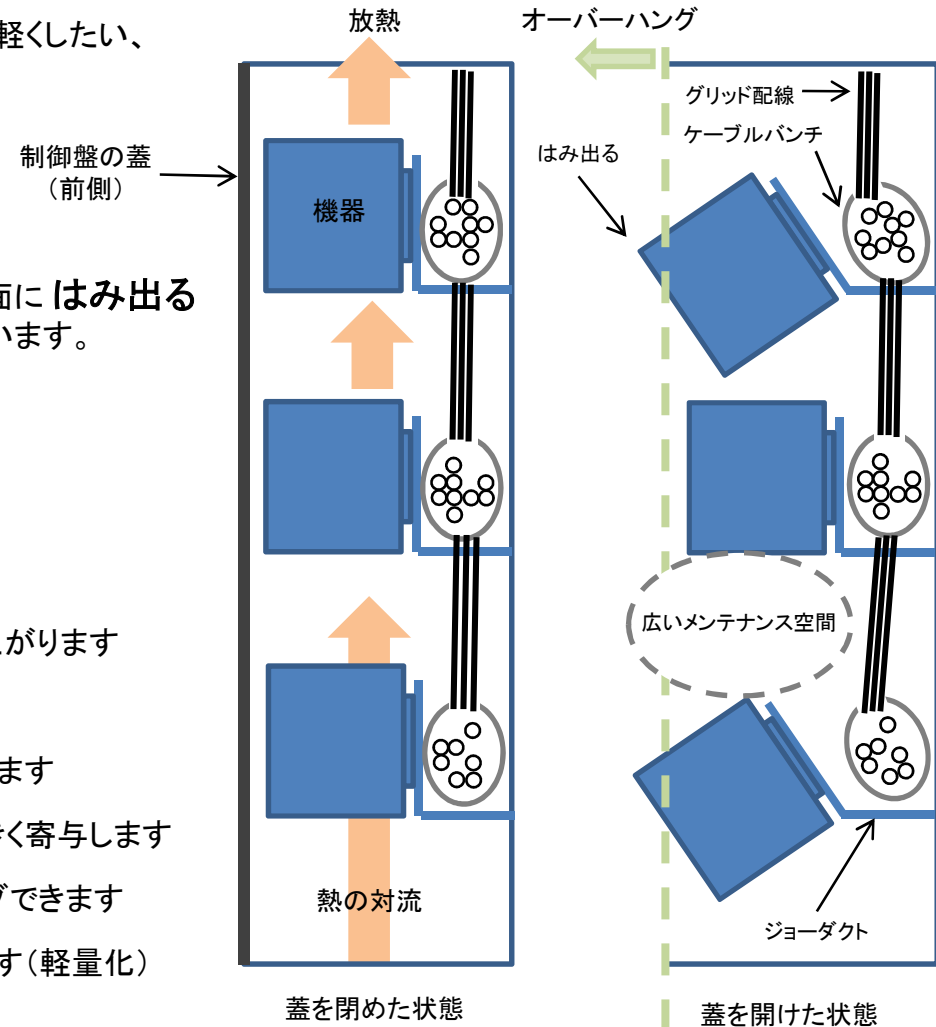 軽くしたい、
面に はみ出る
います。
上がります
ます
きく寄与します
できます
す（軽量化）
放熱
オーバーハング
制御盤の蓋
（前側）
機器
熱の対流
蓋を閉めた状態
グリッド配線
ケーブルバンチ
はみ出る
広いメンテナンス空間
ジョーダクト
蓋を開けた状態